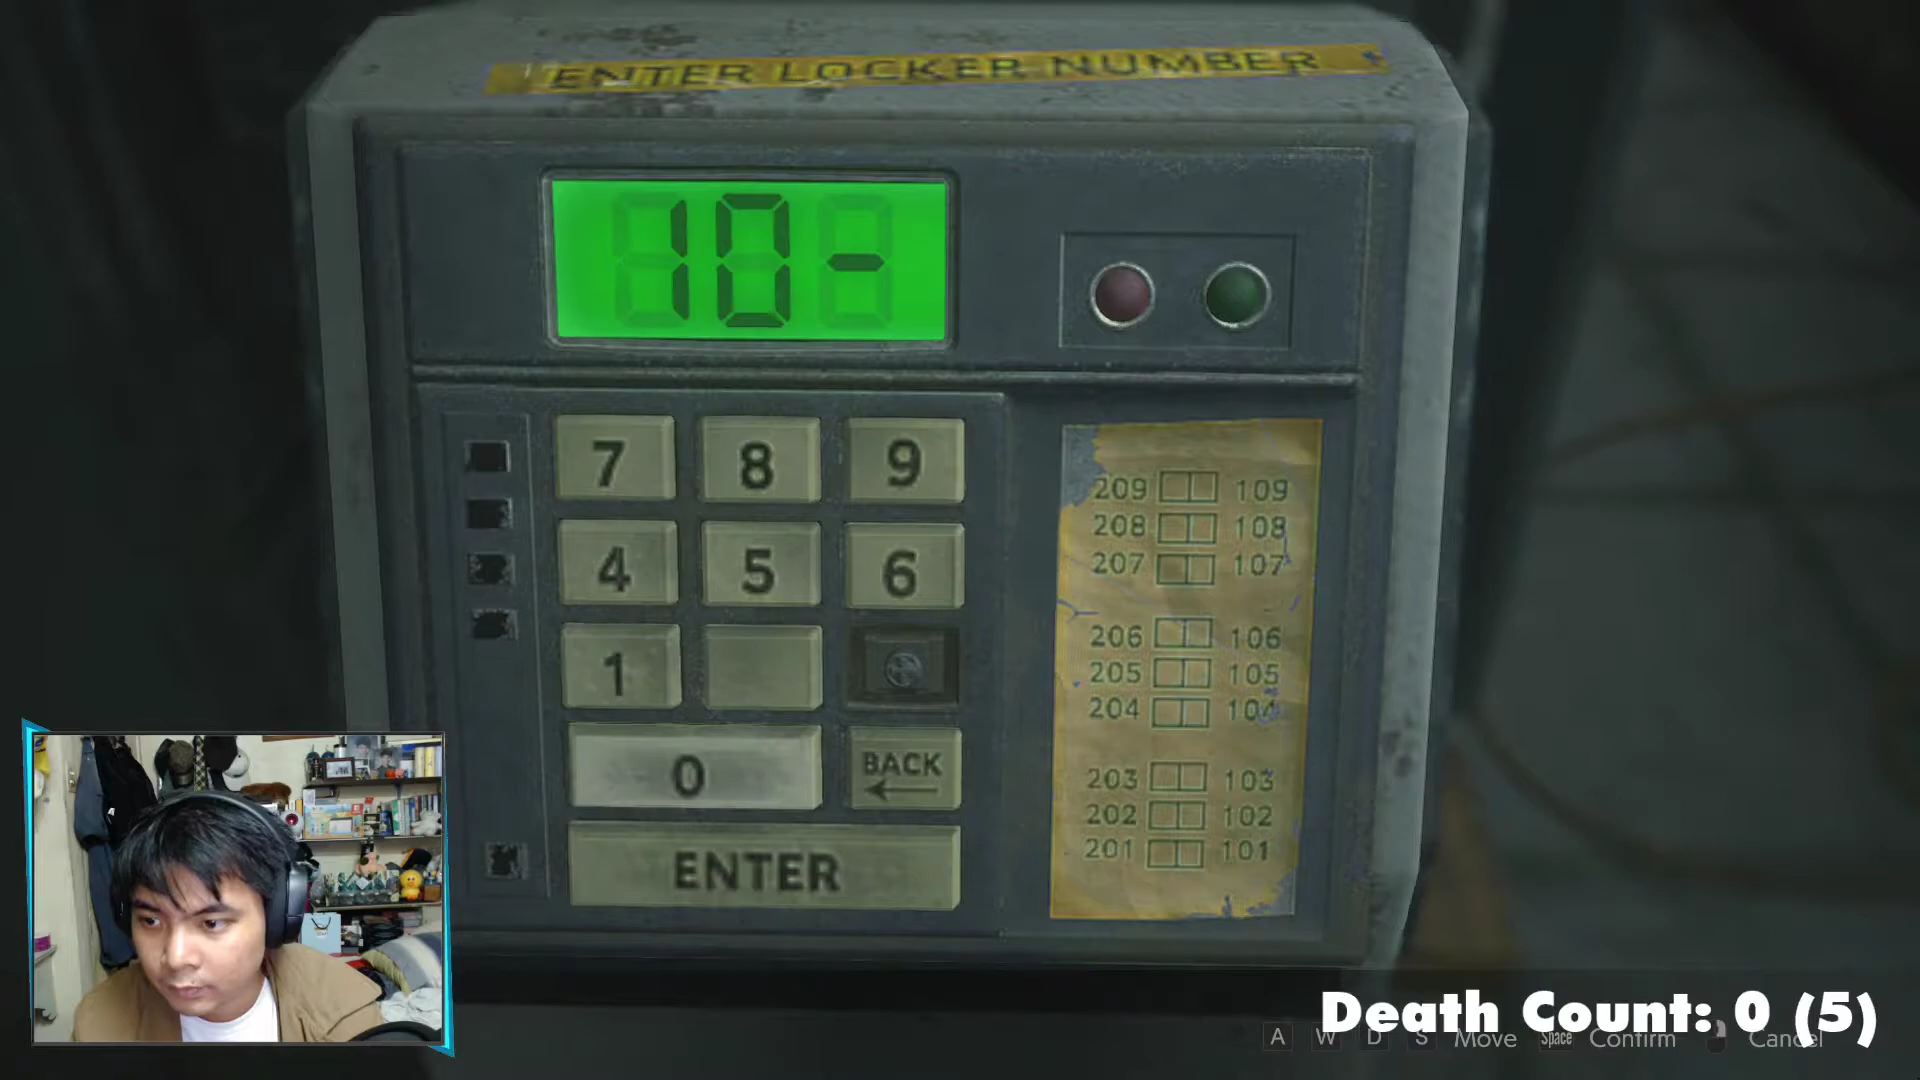 ENTER LOCKER NUMBER
10-
7 8 9
4 5 6
1
0 BACK
ENTER
209 109
208 108
207 107
206 106
205 105
204 104
203 103
202 102
201 101
Death Count: 0 (5)
A W D S Move Space Confirm Cancel